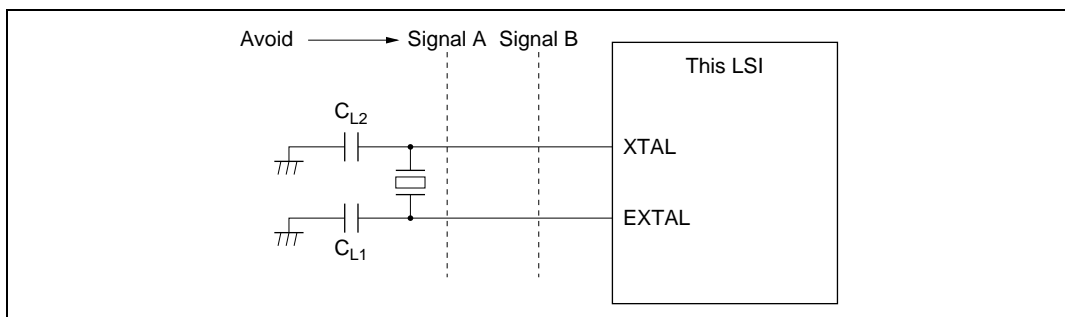 Avoid Signal A Signal B
This LSI
CL2
XTAL
EXTAL
CL1